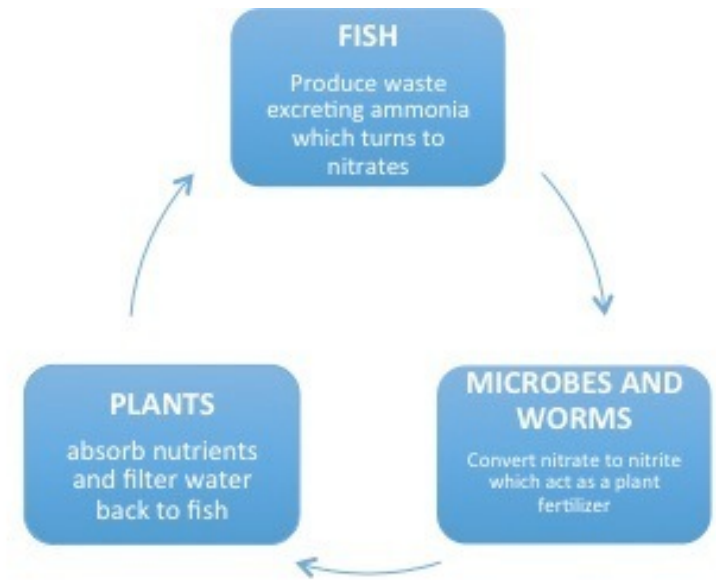 FISH
Produce waste
excreting ammonia
which turns to
nitrates
MICROBES AND
WORMS
Convert nitrate to nitrite
which act as a plant
fertilizer
PLANTS
absorb nutrients
and filter water
back to fish